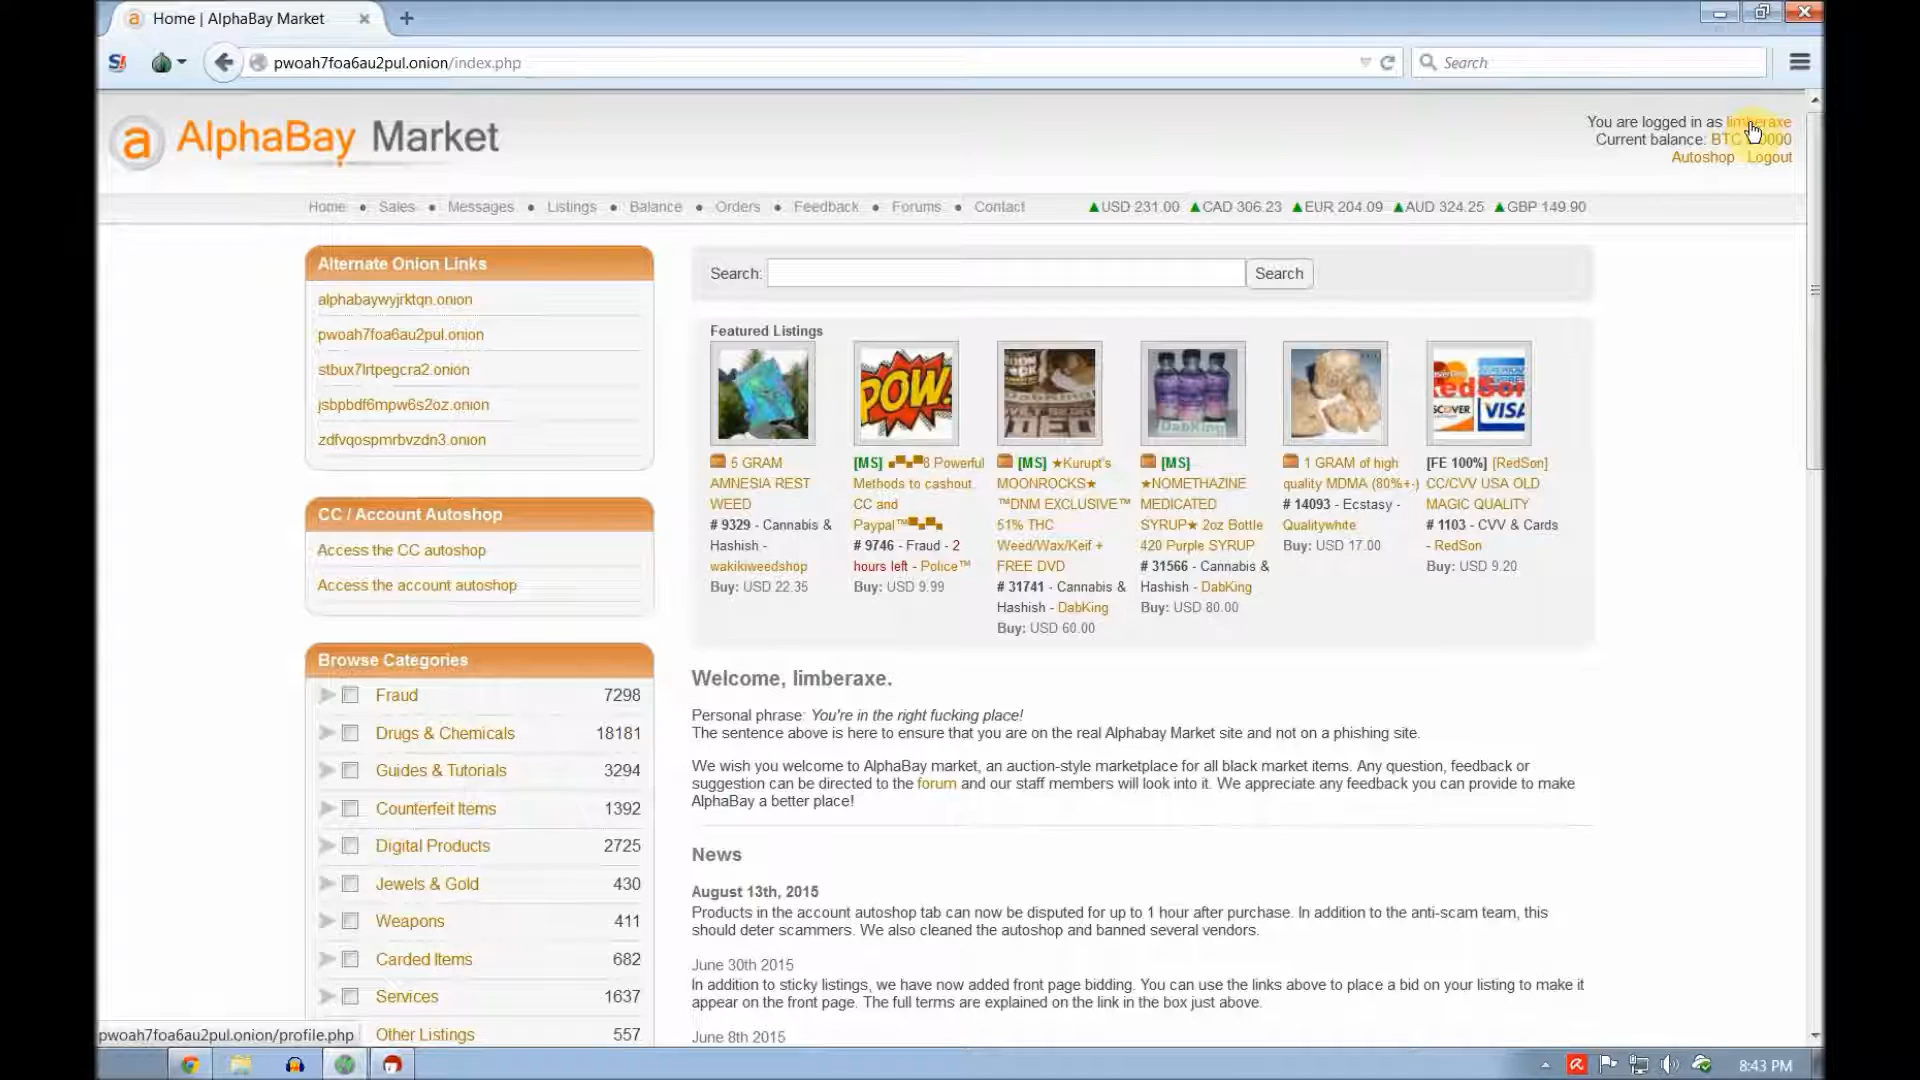 Home | AlphaBay Market
pwoah7foa6au2pul.onion/index.php
Search
AlphaBay Market
You are logged in as limberaxe
Current balance: BTC 0000
Autoshop Logout
Home • Sales • Messages • Listings • Balance • Orders • Feedback • Forums • Contact
▲USD 231.00 ▲CAD 306.23 ▲EUR 204.09 ▲AUD 324.25 ▲GBP 149.90
Alternate Onion Links
alphabaywyjrktqn.onion
pwoah7foa6au2pul.onion
stbux7lrtpegcra2.onion
jsbpbdf6mpw6s2oz.onion
zdfvqospmrbvzdn3.onion
CC / Account Autoshop
Access the CC autoshop
Access the account autoshop
Browse Categories
Fraud 7298
Drugs & Chemicals 18181
Guides & Tutorials 3294
Counterfeit Items 1392
Digital Products 2725
Jewels & Gold 430
Weapons 411
Carded Items 682
Services 1637
Other Listings 557
Search: Search
Featured Listings
5 GRAM
AMNESIA REST
WEED
# 9329 - Cannabis &
Hashish -
wakikiweedshop
Buy: USD 22.35
POW!
[MS] 8 Powerful
Methods to cashout
CC and
Paypal™
# 9746 - Fraud - 2
hours left - Police™
Buy: USD 9.99
[MS] ★Kurupt's
MOONROCKS★
™DNM EXCLUSIVE™
51% THC
Weed/Wax/Keif +
FREE DVD
# 31741 - Cannabis &
Hashish - DabKing
Buy: USD 60.00
DabKing
[MS]
★NOMETHAZINE
MEDICATED
SYRUP★ 2oz Bottle
420 Purple SYRUP
# 31566 - Cannabis &
Hashish - DabKing
Buy: USD 80.00
1 GRAM of high
quality MDMA (80%+-)
# 14093 - Ecstasy -
Qualitywhite
Buy: USD 17.00
RedSon
VISA
[FE 100%] [RedSon]
CC/CVV USA OLD
MAGIC QUALITY
# 1103 - CVV & Cards
- RedSon
Buy: USD 9.20
Welcome, limberaxe.
Personal phrase: You're in the right fucking place!
The sentence above is here to ensure that you are on the real Alphabay Market site and not on a phishing site.
We wish you welcome to AlphaBay market, an auction-style marketplace for all black market items. Any question, feedback or
suggestion can be directed to the forum and our staff members will look into it. We appreciate any feedback you can provide to make
AlphaBay a better place!
News
August 13th, 2015
Products in the account autoshop tab can now be disputed for up to 1 hour after purchase. In addition to the anti-scam team, this
should deter scammers. We also cleaned the autoshop and banned several vendors.
June 30th 2015
In addition to sticky listings, we have now added front page bidding. You can use the links above to place a bid on your listing to make it
appear on the front page. The full terms are explained on the link in the box just above.
June 8th 2015
pwoah7foa6au2pul.onion/profile.php
8:43 PM